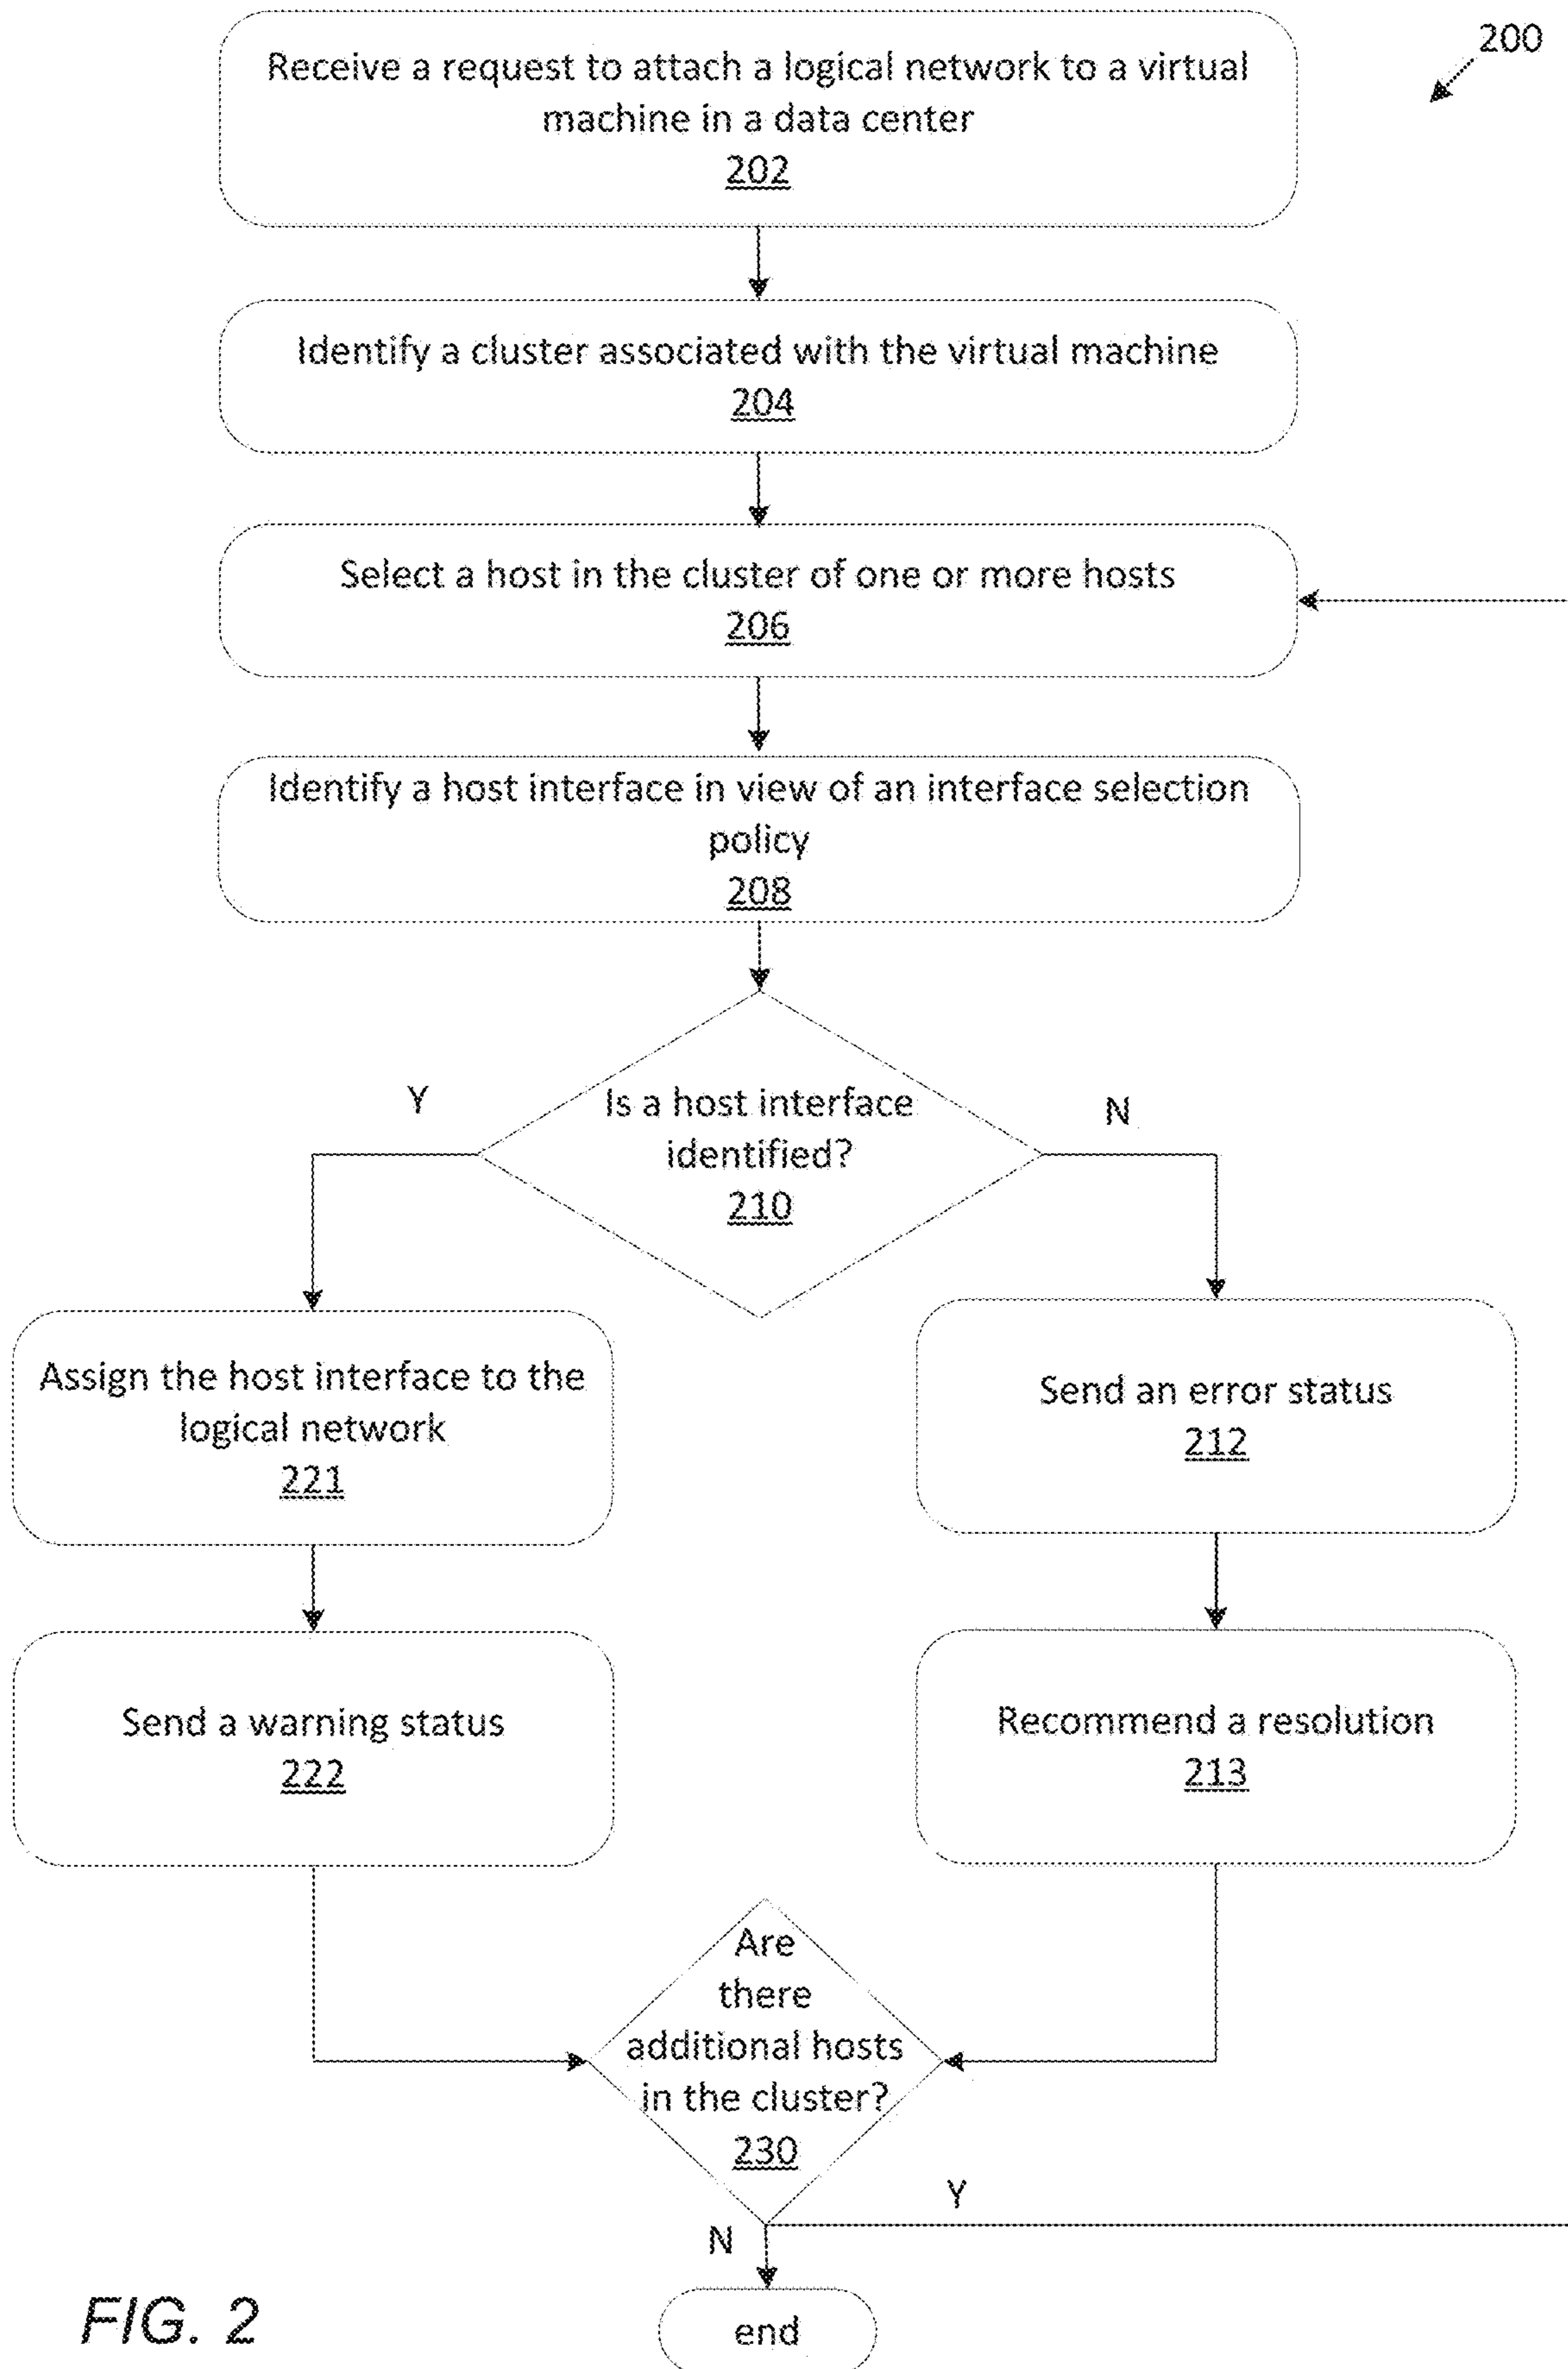 200
Receive a request to attach a logical network to a virtual
machine in a data center
202
Identify a cluster associated with the virtual machine
204
Select a host in the cluster of one or more hosts
206
Identify a host interface in view of an interface selection
policy
208
Y
Is a host interface
identified?
210
N
Assign the host interface to the
logical network
221
Send an error status
212
Send a warning status
222
Recommend a resolution
213
Are
there
additional hosts
in the cluster?
230
Y
N
end
FIG. 2